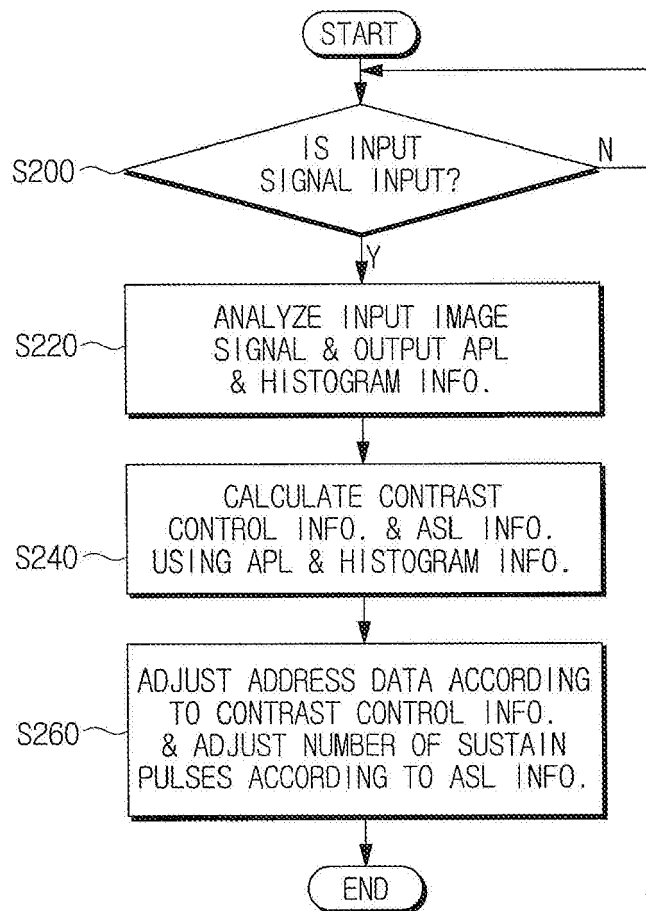 START
IS INPUT
SIGNAL INPUT?
N
S200
Y
ANALYZE INPUT IMAGE
SIGNAL & OUTPUT APL
& HISTOGRAM INFO.
S220
CALCULATE CONTRAST
CONTROL INFO. & ASL INFO.
USING APL & HISTOGRAM INFO.
S240
ADJUST ADDRESS DATA ACCORDING
TO CONTRAST CONTROL INFO.
& ADJUST NUMBER OF SUSTAIN
PULSES ACCORDING TO ASL INFO.
S260
END